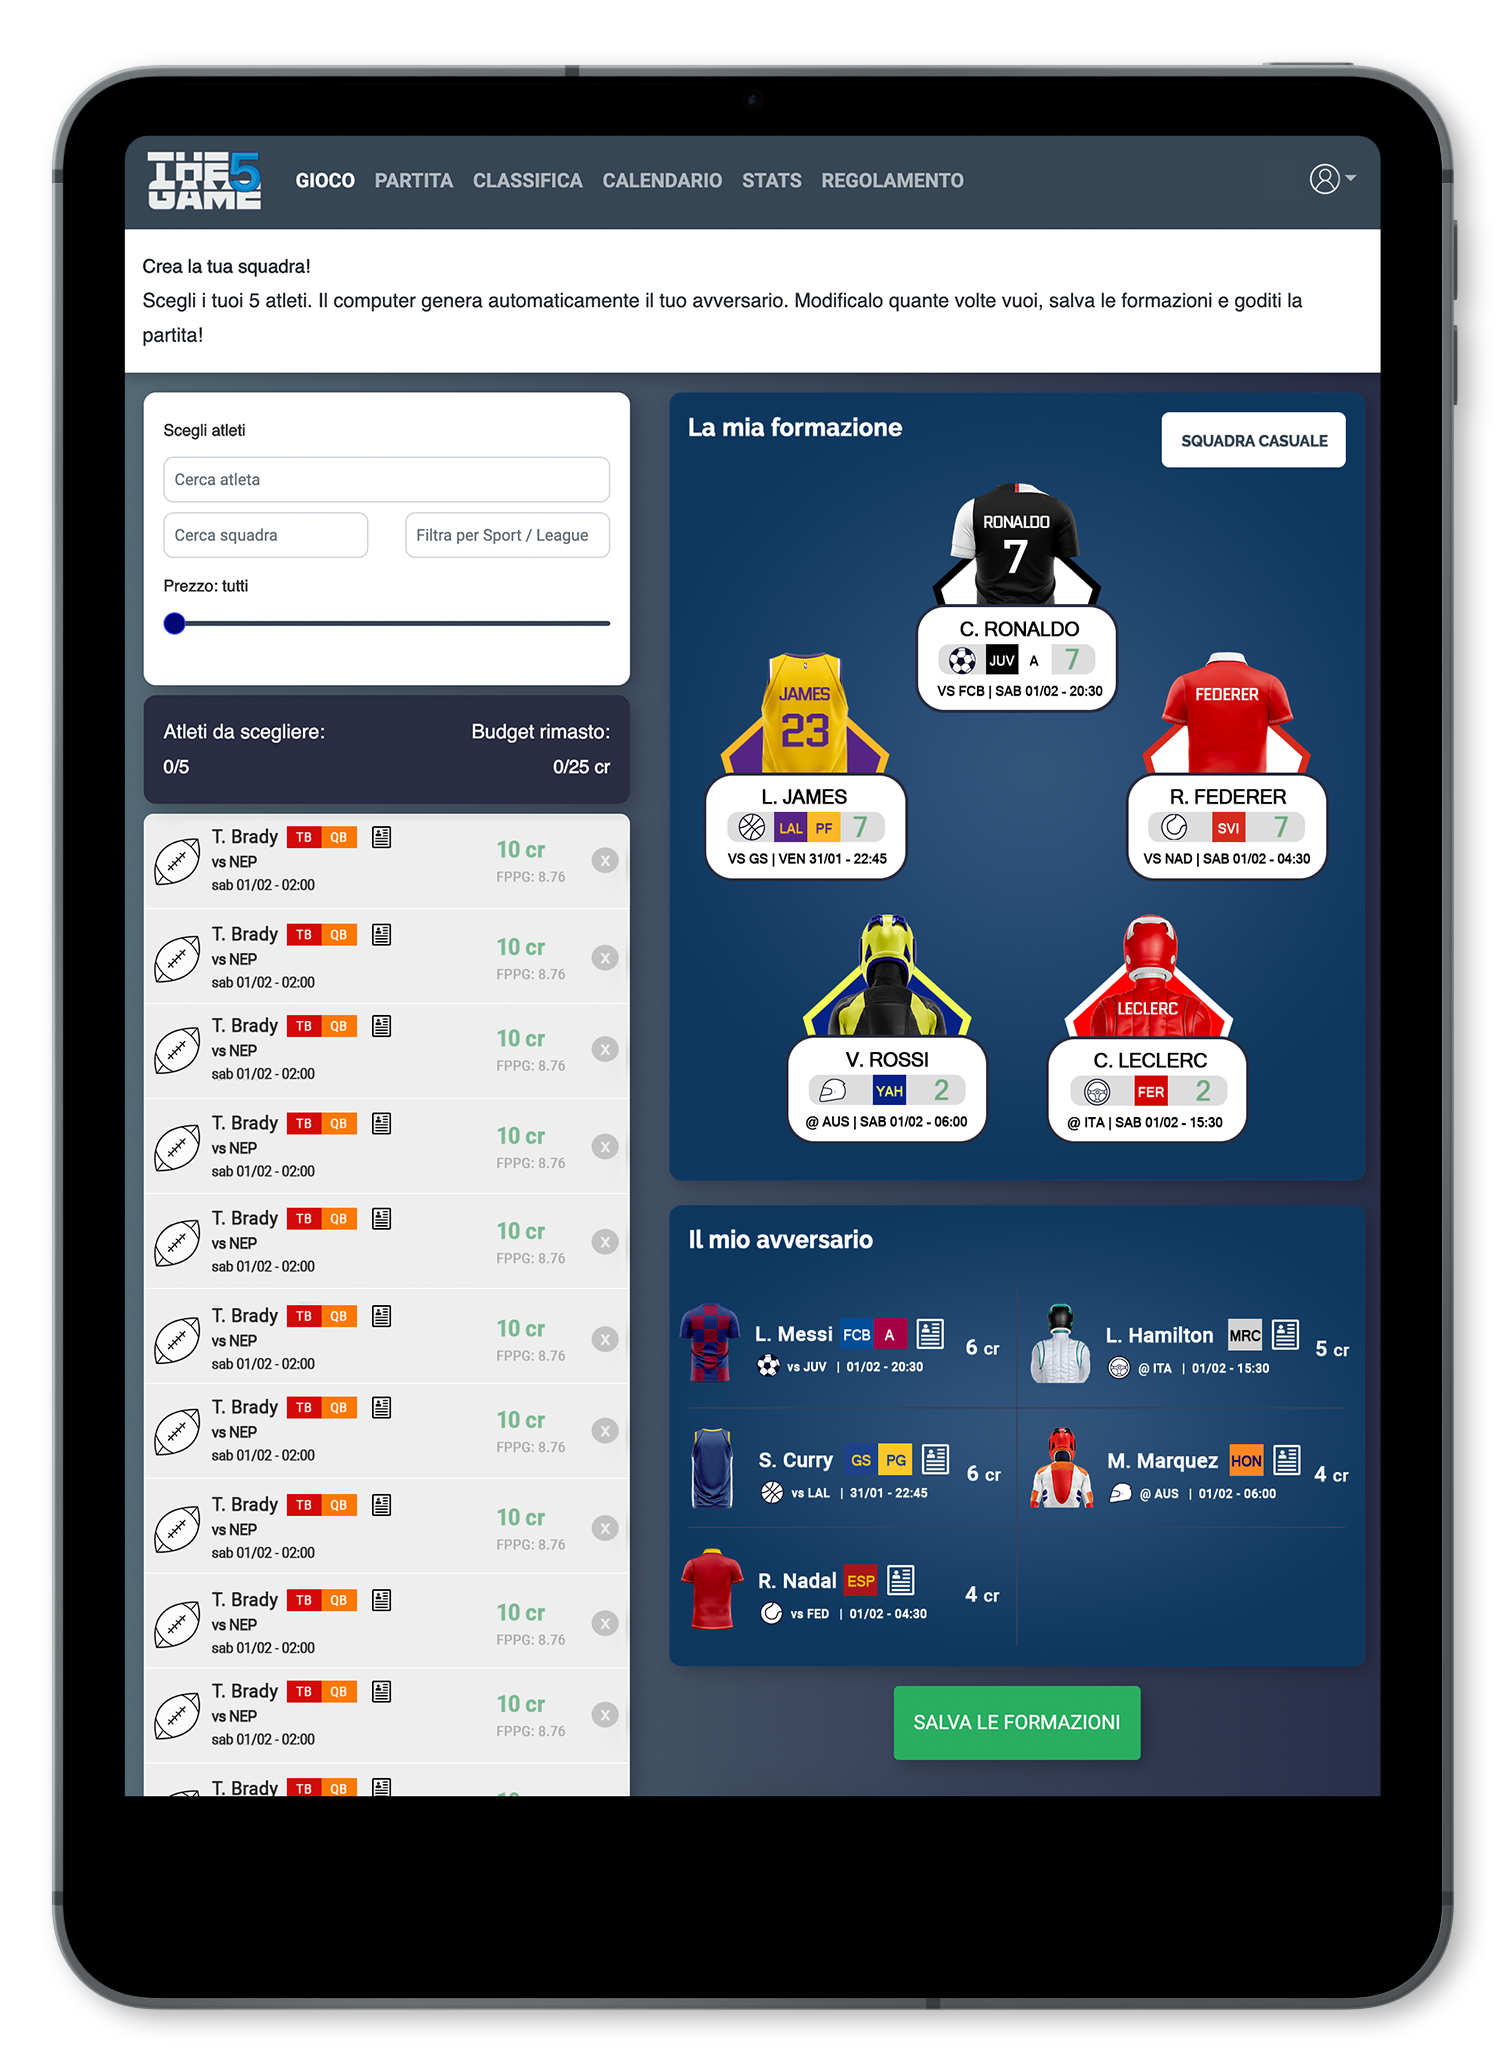 THE 5 GAME
GIOCO PARTITA CLASSIFICA CALENDARIO STATS REGOLAMENTO
Crea la tua squadra!
Scegli i tuoi 5 atleti. Il computer genera automaticamente il tuo avversario. Modificalo quante volte vuoi, salva le formazioni e goditi la
partita!
Scegli atleti
Cerca atleta
Cerca squadra Filtra per Sport / League
Prezzo: tutti
Atleti da scegliere: Budget rimasto:
0/5 0/25 cr
T. Brady TB QB 10 cr X
vs NEP FPPG: 8.76
sab 01/02 - 02:00
T. Brady TB QB 10 cr X
vs NEP FPPG: 8.76
sab 01/02 - 02:00
T. Brady TB QB 10 cr X
vs NEP FPPG: 8.76
sab 01/02 - 02:00
T. Brady TB QB 10 cr X
vs NEP FPPG: 8.76
sab 01/02 - 02:00
T. Brady TB QB 10 cr X
vs NEP FPPG: 8.76
sab 01/02 - 02:00
T. Brady TB QB 10 cr X
vs NEP FPPG: 8.76
sab 01/02 - 02:00
T. Brady TB QB 10 cr X
vs NEP FPPG: 8.76
sab 01/02 - 02:00
T. Brady TB QB 10 cr X
vs NEP FPPG: 8.76
sab 01/02 - 02:00
T. Brady TB QB 10 cr X
vs NEP FPPG: 8.76
sab 01/02 - 02:00
T. Brady TB QB 10 cr X
vs NEP FPPG: 8.76
sab 01/02 - 02:00
T. Brady TB QB
La mia formazione
SQUADRA CASUALE
RONALDO
7
C. RONALDO
JUV A 7
VS FCB | SAB 01/02 - 20:30
JAMES
23
L. JAMES
LAL PF 7
VS GS | VEN 31/01 - 22:45
FEDERER
R. FEDERER
SVI 7
VS NAD | SAB 01/02 - 04:30
V. ROSSI
YAH 2
@ AUS | SAB 01/02 - 06:00
LECLERC
C. LECLERC
FER 2
@ ITA | SAB 01/02 - 15:30
Il mio avversario
L. Messi FCB A 6 cr
vs JUV | 01/02 - 20:30
L. Hamilton MRC 5 cr
@ ITA | 01/02 - 15:30
S. Curry GS PG 6 cr
vs LAL | 31/01 - 22:45
M. Marquez HON 4 cr
@ AUS | 01/02 - 06:00
R. Nadal ESP 4 cr
vs FED | 01/02 - 04:30
SALVA LE FORMAZIONI